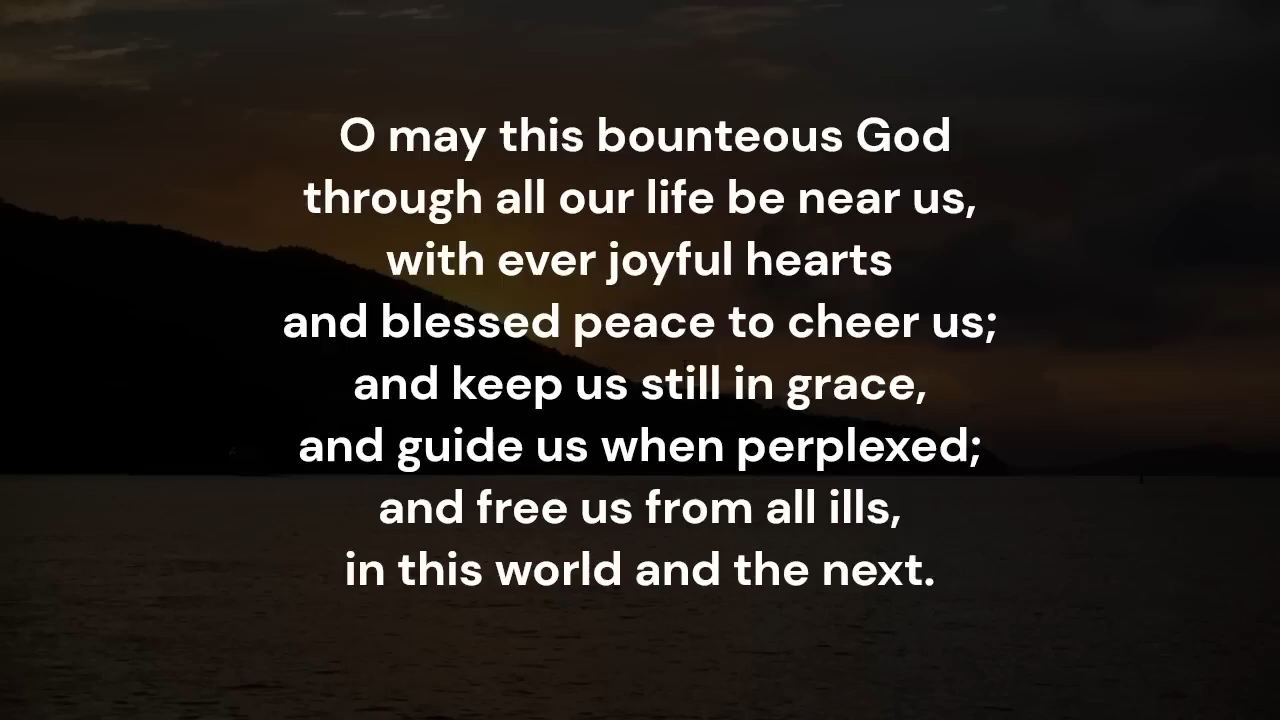 O may this bounteous God
through all our life be near us,
with ever joyful hearts
and blessed peace to cheer us;
and keep us still in grace,
and guide us when perplexed;
and free us from all ills,
in this world and the next.